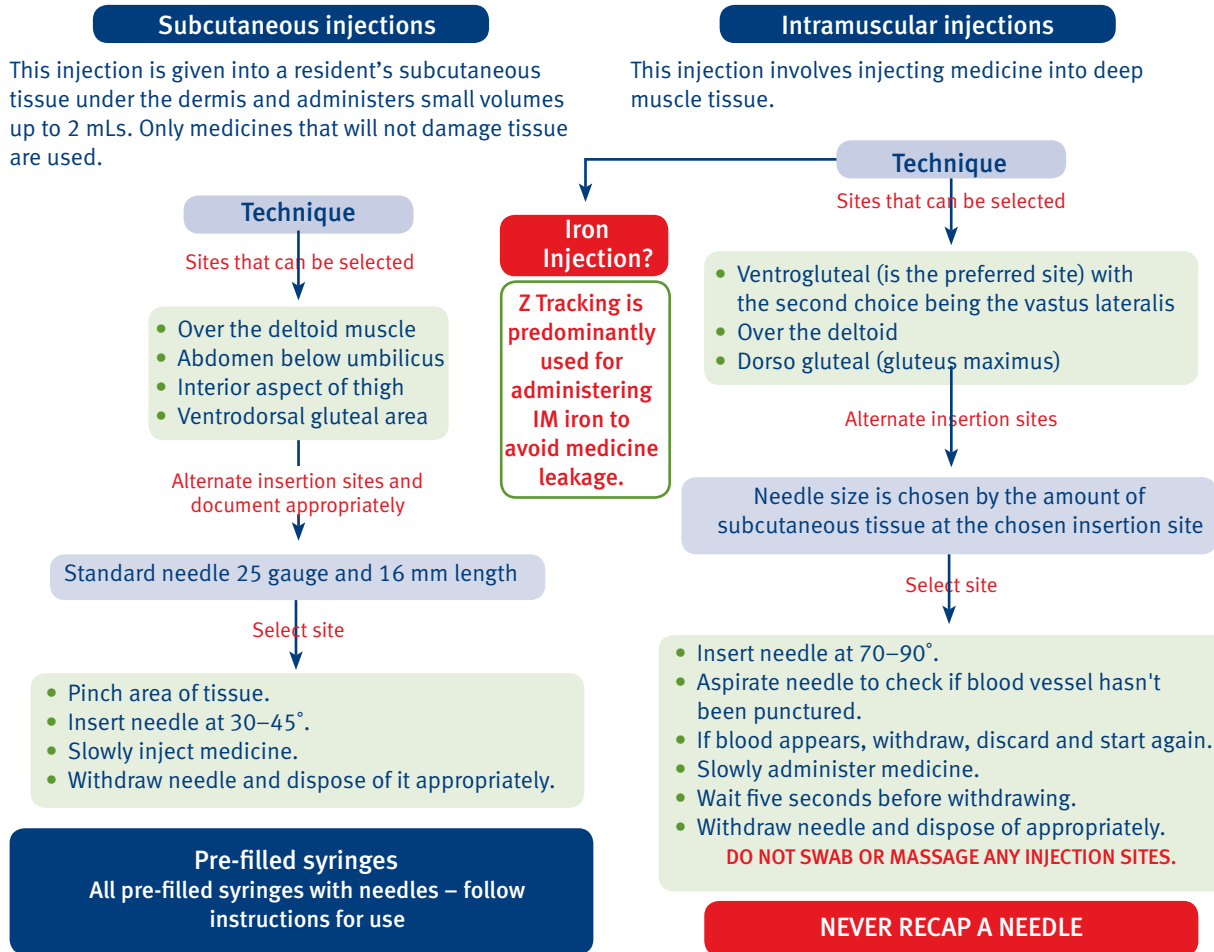 Subcutaneous injections
This injection is given into a resident's subcutaneous
tissue under the dermis and administers small volumes
up to 2 mLs. Only medicines that will not damage tissue
are used.
Technique
Sites that can be selected
• Over the deltoid muscle
• Abdomen below umbilicus
• Interior aspect of thigh
• Ventrodorsal gluteal area
Alternate insertion sites and
document appropriately
Standard needle 25 gauge and 16 mm length
Select site
• Pinch area of tissue.
• Insert needle at 30–45˚.
• Slowly inject medicine.
• Withdraw needle and dispose of it appropriately.
Pre-filled syringes
All pre-filled syringes with needles – follow
instructions for use
Intramuscular injections
This injection involves injecting medicine into deep
muscle tissue.
Technique
Iron
Injection?
Z Tracking is
predominantly
used for
administering
IM iron to
avoid medicine
leakage.
Sites that can be selected
• Ventrogluteal (is the preferred site) with
the second choice being the vastus lateralis
• Over the deltoid
• Dorso gluteal (gluteus maximus)
Alternate insertion sites
Needle size is chosen by the amount of
subcutaneous tissue at the chosen insertion site
Select site
• Insert needle at 70–90˚.
• Aspirate needle to check if blood vessel hasn't
been punctured.
• If blood appears, withdraw, discard and start again.
• Slowly administer medicine.
• Wait five seconds before withdrawing.
• Withdraw needle and dispose of appropriately.
DO NOT SWAB OR MASSAGE ANY INJECTION SITES.
NEVER RECAP A NEEDLE